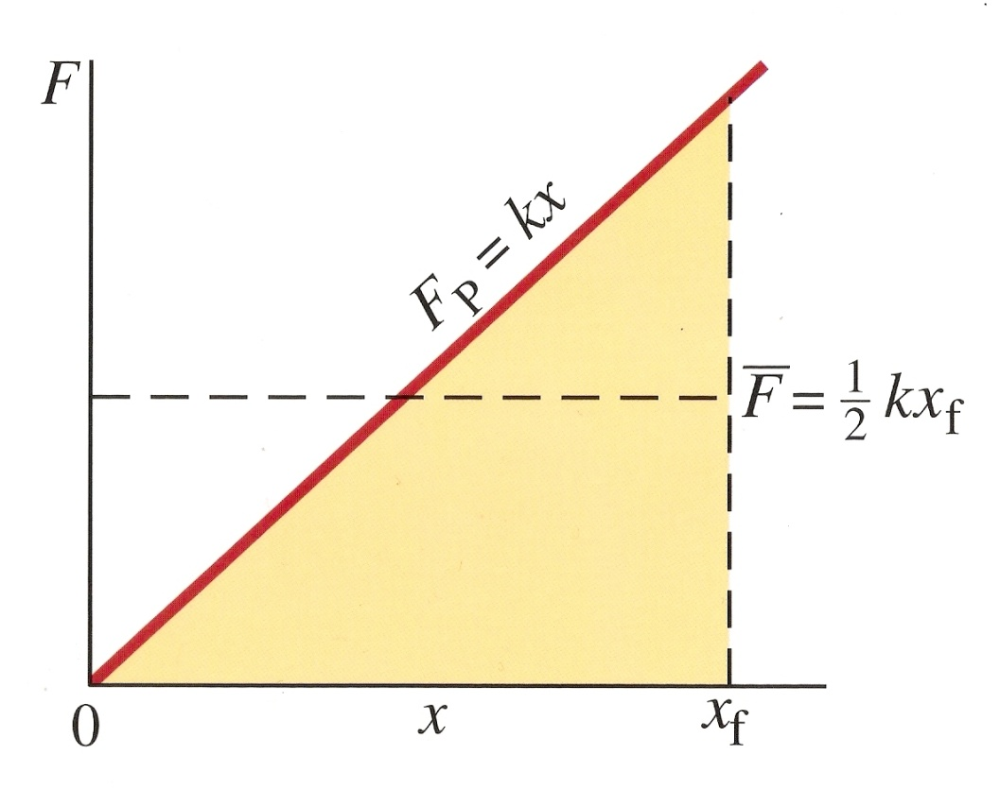 F
F_P = kx
F̅ = ½ kx_f
0
x
x_f